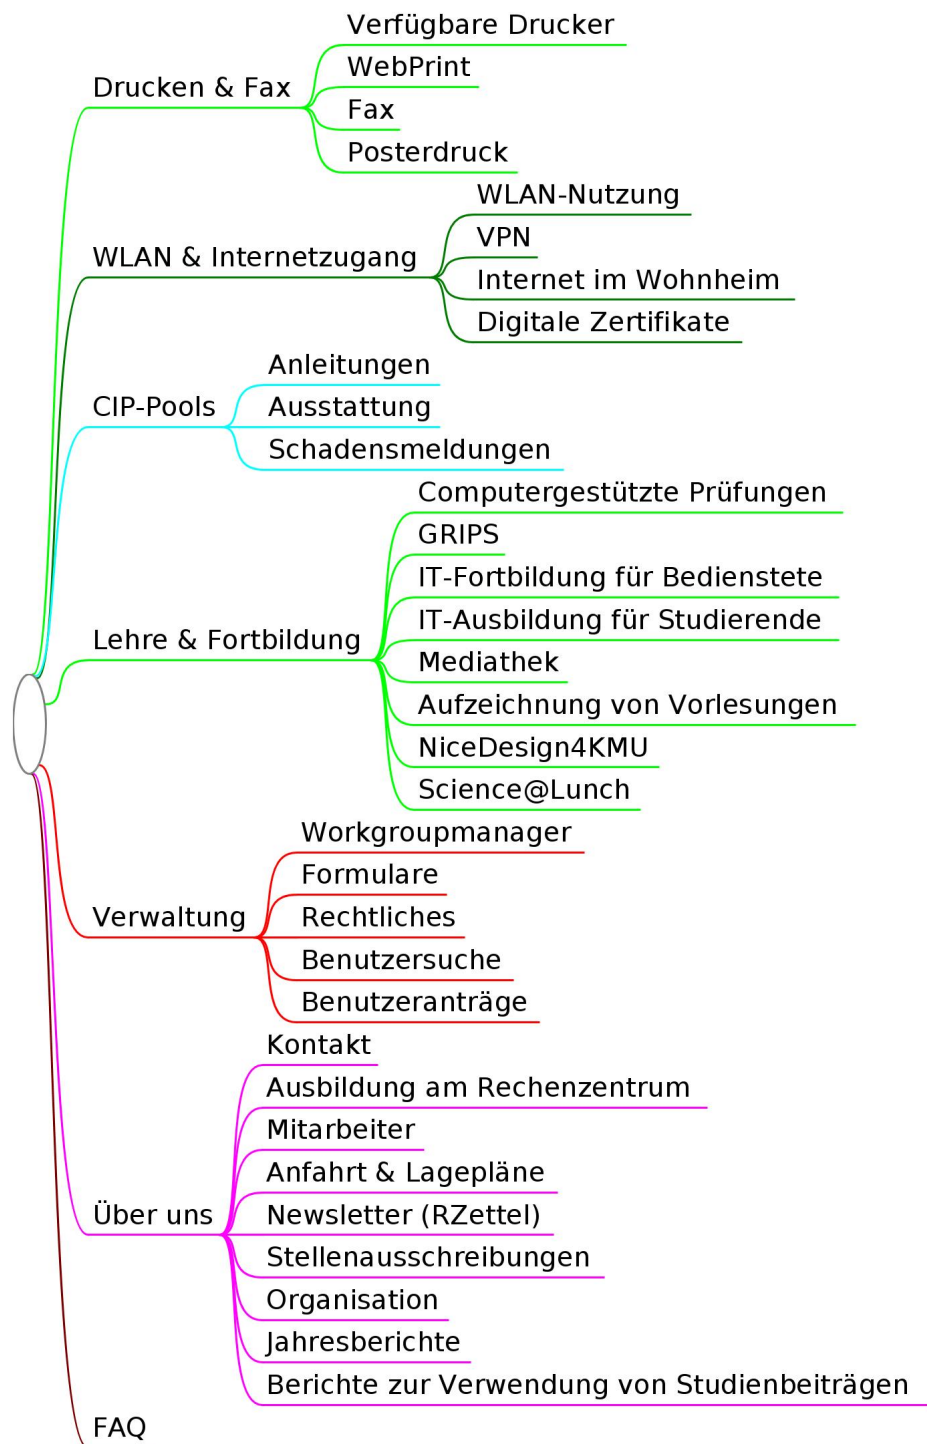 Verfügbare Drucker
WebPrint
Drucken & Fax
Fax
Posterdruck
WLAN-Nutzung
VPN
WLAN & Internetzugang
Internet im Wohnheim
Digitale Zertifikate
Anleitungen
CIP-Pools
Ausstattung
Schadensmeldungen
Computergestützte Prüfungen
GRIPS
IT-Fortbildung für Bedienstete
IT-Ausbildung für Studierende
Lehre & Fortbildung
Mediathek
Aufzeichnung von Vorlesungen
NiceDesign4KMU
Science@Lunch
Workgroupmanager
Formulare
Verwaltung
Rechtliches
Benutzersuche
Benutzeranträge
Kontakt
Ausbildung am Rechenzentrum
Mitarbeiter
Anfahrt & Lagepläne
Über uns
Newsletter (RZettel)
Stellenausschreibungen
Organisation
Jahresberichte
Berichte zur Verwendung von Studienbeiträgen
FAQ